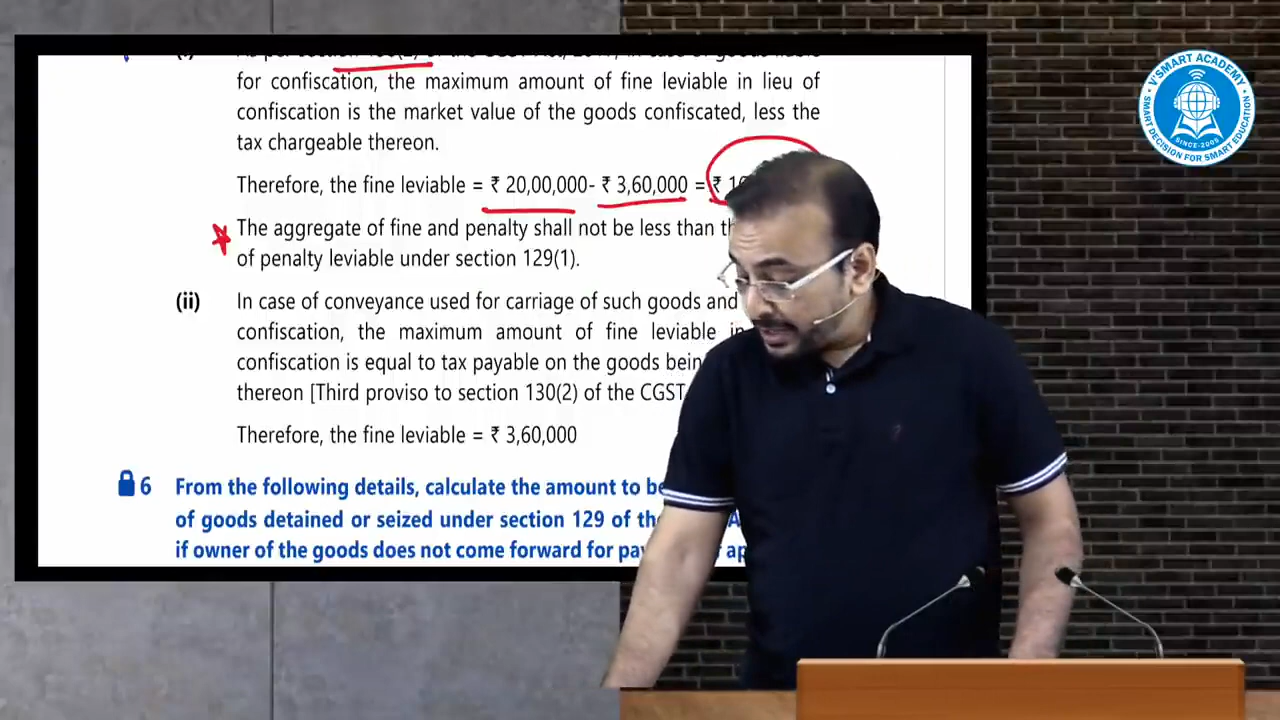 for confiscation, the maximum amount of fine leviable in lieu of
confiscation is the market value of the goods confiscated, less the
tax chargeable thereon.
Therefore, the fine leviable = ₹ 20,00,000- ₹ 3,60,000 = ₹
The aggregate of fine and penalty shall not be less than
of penalty leviable under section 129(1).
(ii) In case of conveyance used for carriage of such goods and
confiscation, the maximum amount of fine leviable in
confiscation is equal to tax payable on the goods
thereon [Third proviso to section 130(2) of the CGST
Therefore, the fine leviable = ₹ 3,60,000
6 From the following details, calculate the amount to
of goods detained or seized under section 129 of
if owner of the goods does not come forward for
V'SMART ACADEMY
SINCE-2005
SMART DECISION FOR SMART EDUCATION